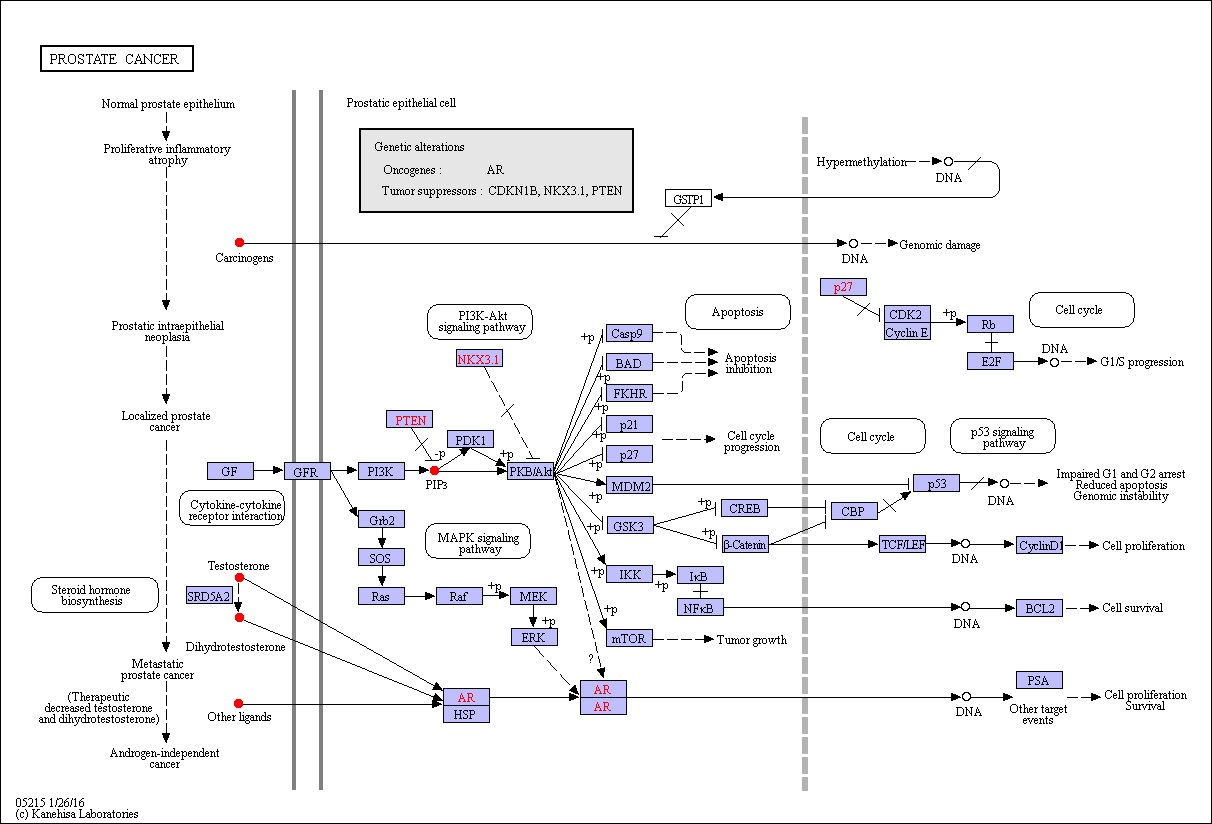 PROSTATE CANCER
Normal prostate epithelium
Proliferative inflammatory
atrophy
Prostatic intraepithelial
neoplasia
Localized prostate
cancer
Metastatic
prostate cancer
(Therapeutic
decreased testosterone
and dihydrotestosterone)
Androgen-independent
cancer
Prostatic epithelial cell
Genetic alterations
Oncogenes : AR
Tumor suppressors : CDKN1B, NKX3.1, PTEN
Hypermethylation
DNA
GSTP1
Carcinogens
DNA
Genomic damage
p27
CDK2
Cyclin E
+p
Rb
E2F
DNA
G1/S progression
Cell cycle
PI3K-Akt
signaling pathway
NKX3.1
Apoptosis
Casp9
BAD
FKHR
p21
p27
MDM2
GSK3
IKK
mTOR
+p
+p
+p
+p
+p
+p
+p
+p
+p
Apoptosis
inhibition
Cell cycle
progression
PTEN
PDK1
-p
+p
GF
GFR
PI3K
PIP3
PKB/Akt
Cytokine-cytokine
receptor interaction
Grb2
SOS
Ras
Raf
+p
MEK
+p
ERK
MAPK signaling
pathway
Cell cycle
p53 signaling
pathway
p53
DNA
Impaired G1 and G2 arrest
Reduced apoptosis
Genomic instability
+p
CREB
CBP
+p
β-Catenin
TCF/LEF
DNA
CyclinD1
Cell proliferation
+p
IκB
NFκB
DNA
BCL2
Cell survival
Tumor growth
Steroid hormone
biosynthesis
Testosterone
SRD5A2
Dihydrotestosterone
Other ligands
AR
HSP
?
AR
AR
DNA
PSA
Other target
events
Cell proliferation
Survival
05215 1/26/16
(c) Kanehisa Laboratories